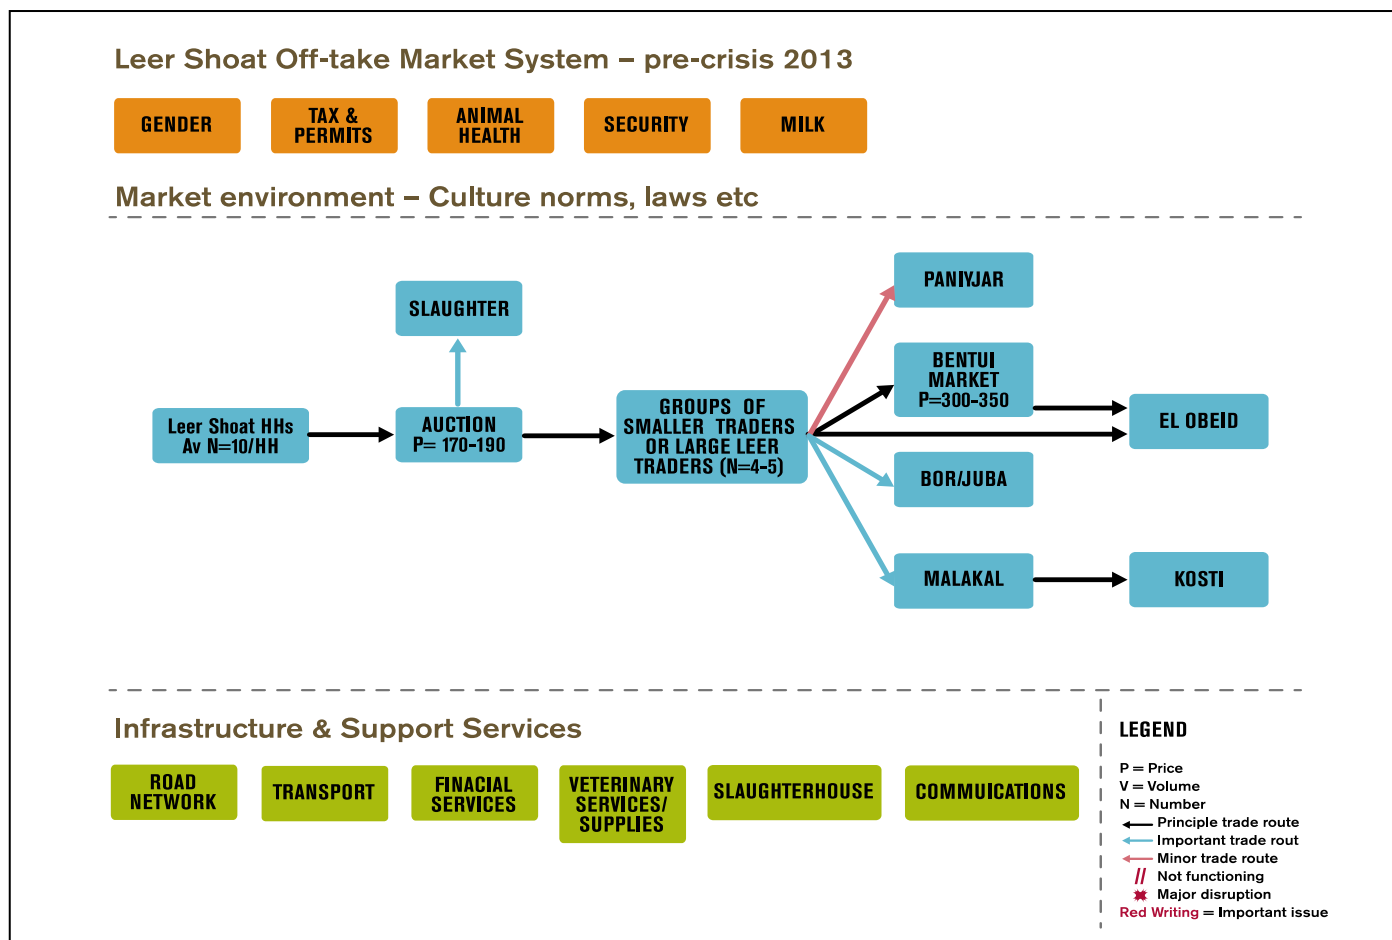 Leer Shoat Off-take Market System – pre-crisis 2013
GENDER
TAX &
PERMITS
ANIMAL
HEALTH
SECURITY
MILK
Market environment – Culture norms, laws etc
SLAUGHTER
Leer Shoat HHs
Av N=10/HH
AUCTION
P= 170-190
GROUPS OF
SMALLER TRADERS
OR LARGE LEER
TRADERS (N=4-5)
PANIYJAR
BENTUI
MARKET
P=300-350
EL OBEID
BOR/JUBA
MALAKAL
KOSTI
Infrastructure & Support Services
ROAD
NETWORK
TRANSPORT
FINACIAL
SERVICES
VETERINARY
SERVICES/
SUPPLIES
SLAUGHTERHOUSE
COMMUICATIONS
LEGEND
P = Price
V = Volume
N = Number
Principle trade route
Important trade rout
Minor trade route
// Not functioning
Major disruption
Red Writing = Important issue